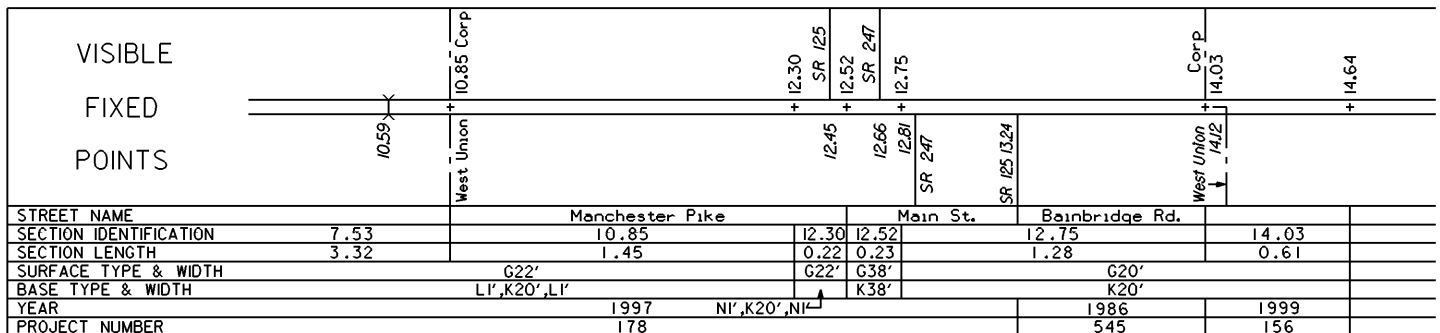 VISIBLE
FIXED
POINTS
10.59
10.85 Corp
West Union
12.30
SR 125
12.45
12.52
SR 247
12.66
12.75
12.81
SR 247
SR 125 13.24
Corp
14.03
West Union
14.12
14.64
STREET NAME Manchester Pike Main St. Bainbridge Rd.
SECTION IDENTIFICATION 7.53 10.85 12.30 12.52 12.75 14.03
SECTION LENGTH 3.32 1.45 0.22 0.23 1.28 0.61
SURFACE TYPE & WIDTH G22' G22' G38' G20'
BASE TYPE & WIDTH L1',K20',L1' K38' K20'
YEAR 1997 N1',K20',N1' 1986 1999
PROJECT NUMBER 178 545 156